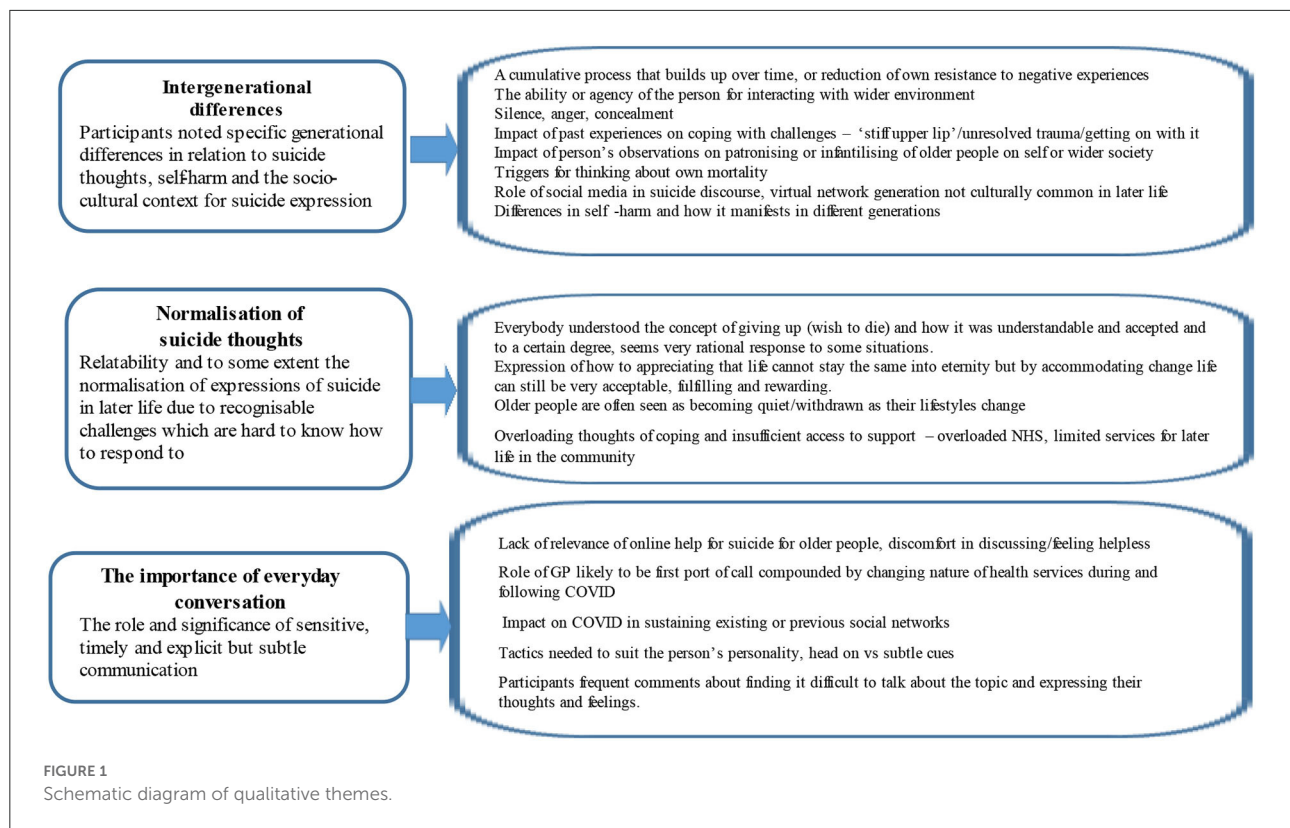 Intergenerational
differences
Participants noted specific generational
differences in relation to suicide
thoughts, self-harm and the socio-
cultural context for suicide expression
A cumulative process that builds up over time, or reduction of own resistance to negative experiences
The ability or agency of the person for interacting with wider environment
Silence, anger, concealment
Impact of past experiences on coping with challenges – 'stiff upper lip'/unresolved trauma/getting on with it
Impact of person's observations on patronising or infantilising of older people on self or wider society
Triggers for thinking about own mortality
Role of social media in suicide discourse, virtual network generation not culturally common in later life
Differences in self -harm and how it manifests in different generations
Normalisation of
suicide thoughts
Relatability and to some extent the
normalisation of expressions of suicide
in later life due to recognisable
challenges which are hard to know how
to respond to
Everybody understood the concept of giving up (wish to die) and how it was understandable and accepted and
to a certain degree, seems very rational response to some situations.
Expression of how to appreciating that life cannot stay the same into eternity but by accommodating change life
can still be very acceptable, fulfilling and rewarding.
Older people are often seen as becoming quiet/withdrawn as their lifestyles change
Overloading thoughts of coping and insufficient access to support – overloaded NHS, limited services for later
life in the community
The importance of everyday
conversation
The role and significance of sensitive,
timely and explicit but subtle
communication
Lack of relevance of online help for suicide for older people, discomfort in discussing/feeling helpless
Role of GP likely to be first port of call compounded by changing nature of health services during and
following COVID
Impact on COVID in sustaining existing or previous social networks
Tactics needed to suit the person's personality, head on vs subtle cues
Participants frequent comments about finding it difficult to talk about the topic and expressing their
thoughts and feelings.
FIGURE 1
Schematic diagram of qualitative themes.